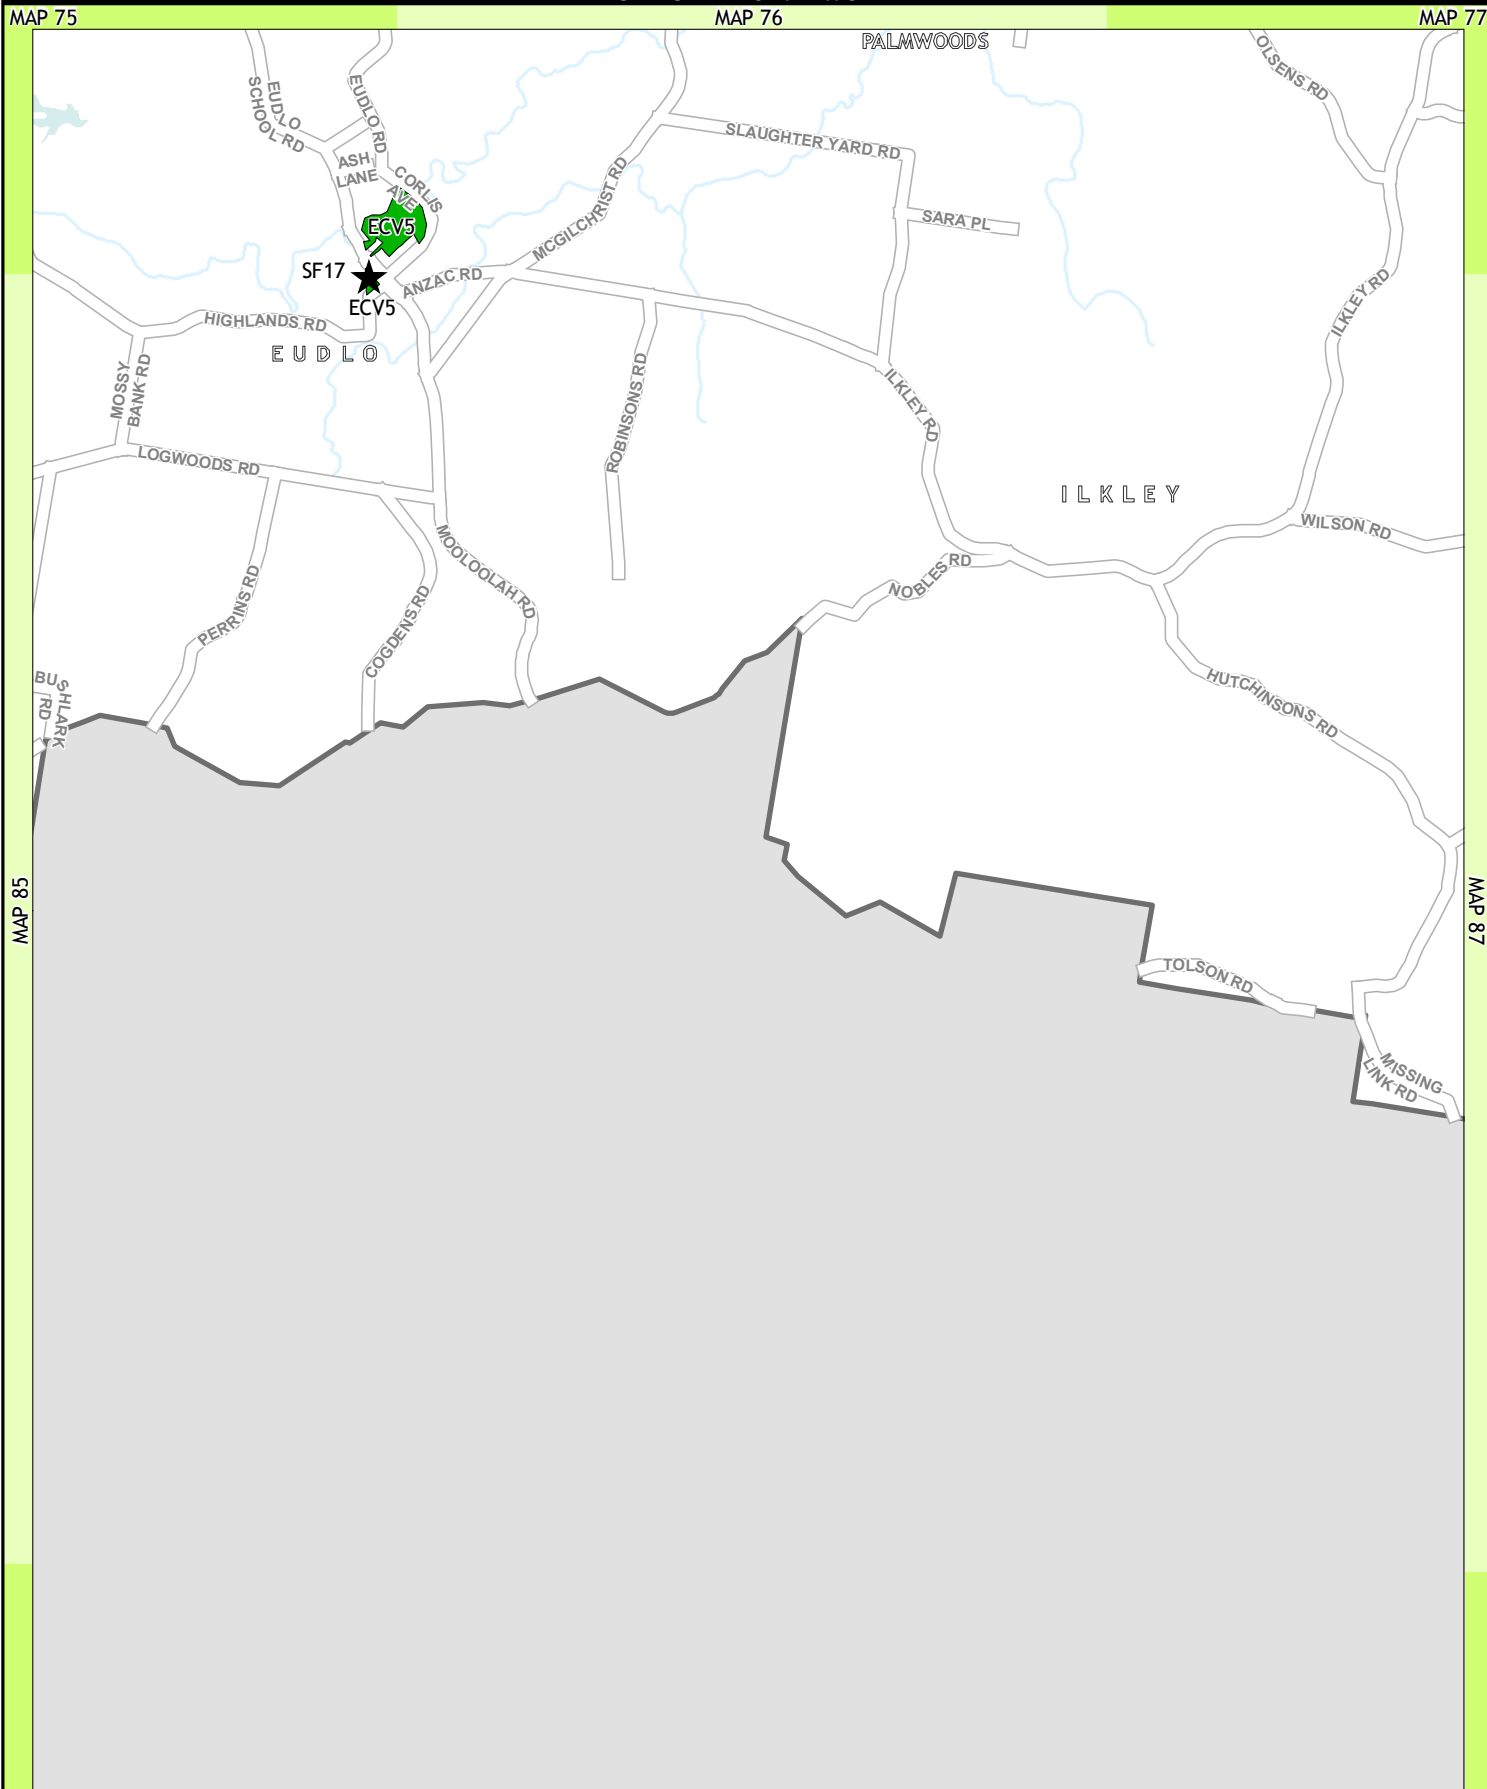 MAP 75
MAP 76
MAP 77
PALMWOODS
OLSENS RD
EUDLO
SCHOOL RD
EUDLO RD
SLAUGHTER YARD RD
ASH
LANE
CORLIS
AVE
MCGILCHRIST RD
SARA PL
ECV5
SF17
ANZAC RD
ECV5
HIGHLANDS RD
ILKLEY RD
EUDLO
MOSSY
BANK RD
ROBINSONS RD
ILKLEY RD
LOGWOODS RD
ILKLEY
WILSON RD
MOOLOOLAH RD
NOBLES RD
PERRINS RD
COGDENS RD
BUSHLARK
RD
HUTCHINSONS RD
MAP 85
MAP 87
TOLSON RD
MISSING
LINK RD